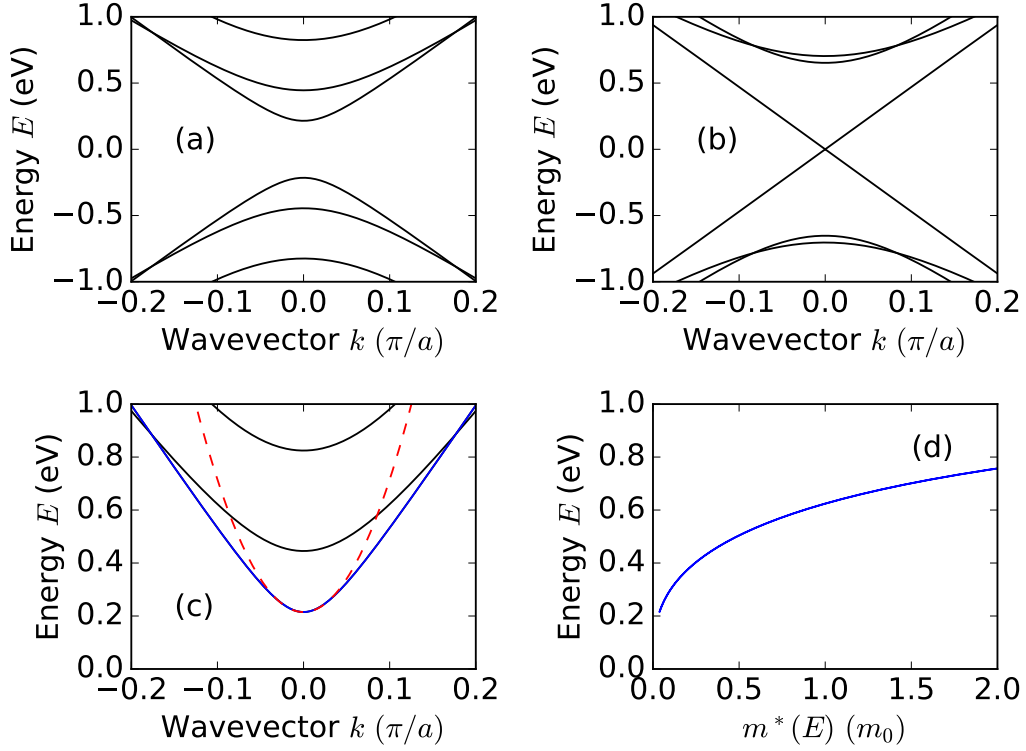 1.0
0.5
0.0
−0.5
−1.0
Energy E (eV)
(a)
−0.2 −0.1 0.0 0.1 0.2
Wavevector k (π/a)
1.0
0.5
0.0
−0.5
−1.0
Energy E (eV)
(b)
−0.2 −0.1 0.0 0.1 0.2
Wavevector k (π/a)
1.0
0.8
0.6
0.4
0.2
0.0
Energy E (eV)
(c)
−0.2 −0.1 0.0 0.1 0.2
Wavevector k (π/a)
1.0
0.8
0.6
0.4
0.2
0.0
Energy E (eV)
(d)
0.0 0.5 1.0 1.5 2.0
m*(E) (m₀)